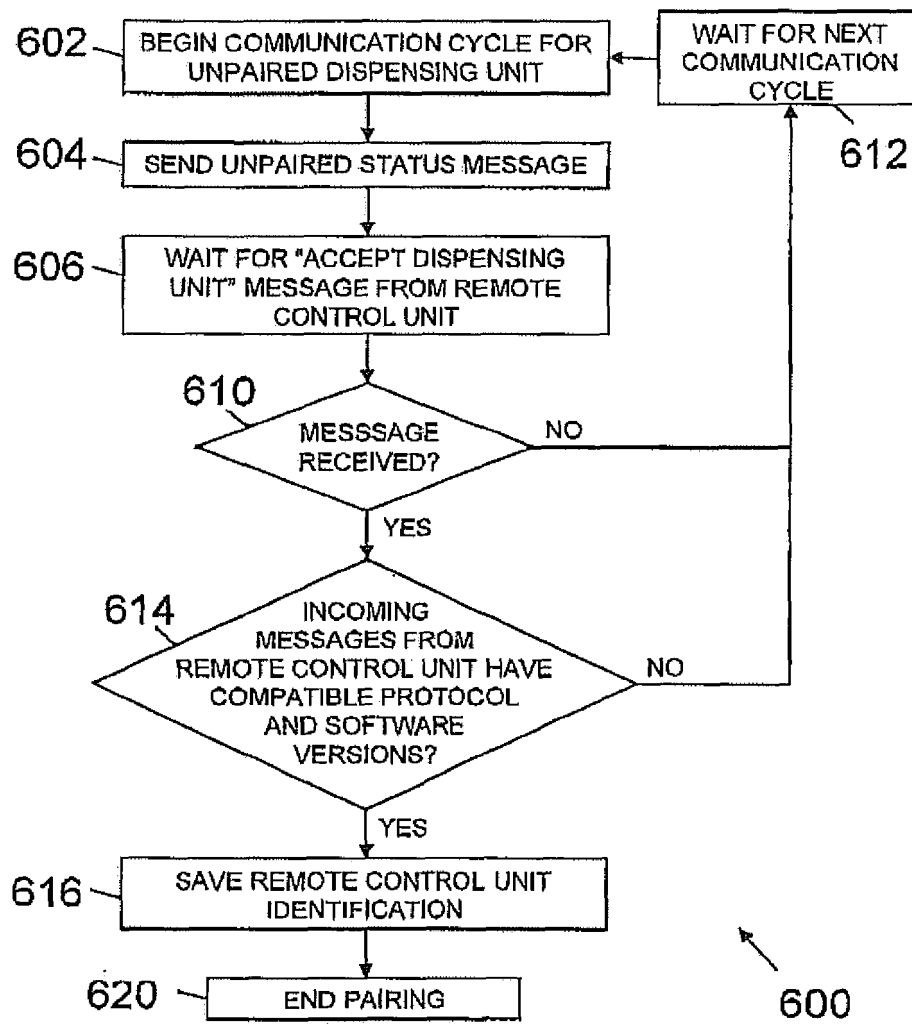 602
BEGIN COMMUNICATION CYCLE FOR
UNPAIRED DISPENSING UNIT
WAIT FOR NEXT
COMMUNICATION
CYCLE
612
604
SEND UNPAIRED STATUS MESSAGE
606
WAIT FOR "ACCEPT DISPENSING
UNIT" MESSAGE FROM REMOTE
CONTROL UNIT
610
MESSSAGE
RECEIVED?
NO
YES
614
INCOMING
MESSAGES FROM
REMOTE CONTROL UNIT HAVE
COMPATIBLE PROTOCOL
AND SOFTWARE
VERSIONS?
NO
YES
616
SAVE REMOTE CONTROL UNIT
IDENTIFICATION
620
END PAIRING
600